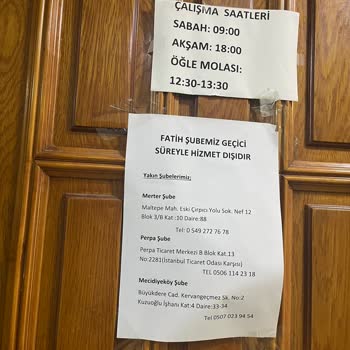 ÇALIŞMA SAATLERİ
SABAH: 09:00
AKŞAM: 18:00
ÖĞLE MOLASI:
12:30-13:30
FATİH ŞUBEMİZ GEÇİCİ
SÜREYLE HİZMET DIŞIDIR
Yakın Şubelerimiz;
Merter Şube
Maltepe Mah. Eski Çırpıcı Yolu Sok. Nef 12
Blok 3/B Kat :10 Daire:88
Tel: 0 549 272 76 78
Perpa Şube
Perpa Ticaret Merkezi B Blok Kat.13
No:2281(İstanbul Ticaret Odası Karşısı)
TEL 0506 114 23 18
Mecidiyeköy Şube
Büyükdere Cad. Kervangeçmez Sk. No:2
Kuzuoğlu İşhanı Kat:4 Daire:33-34
Tel 0507 023 94 54